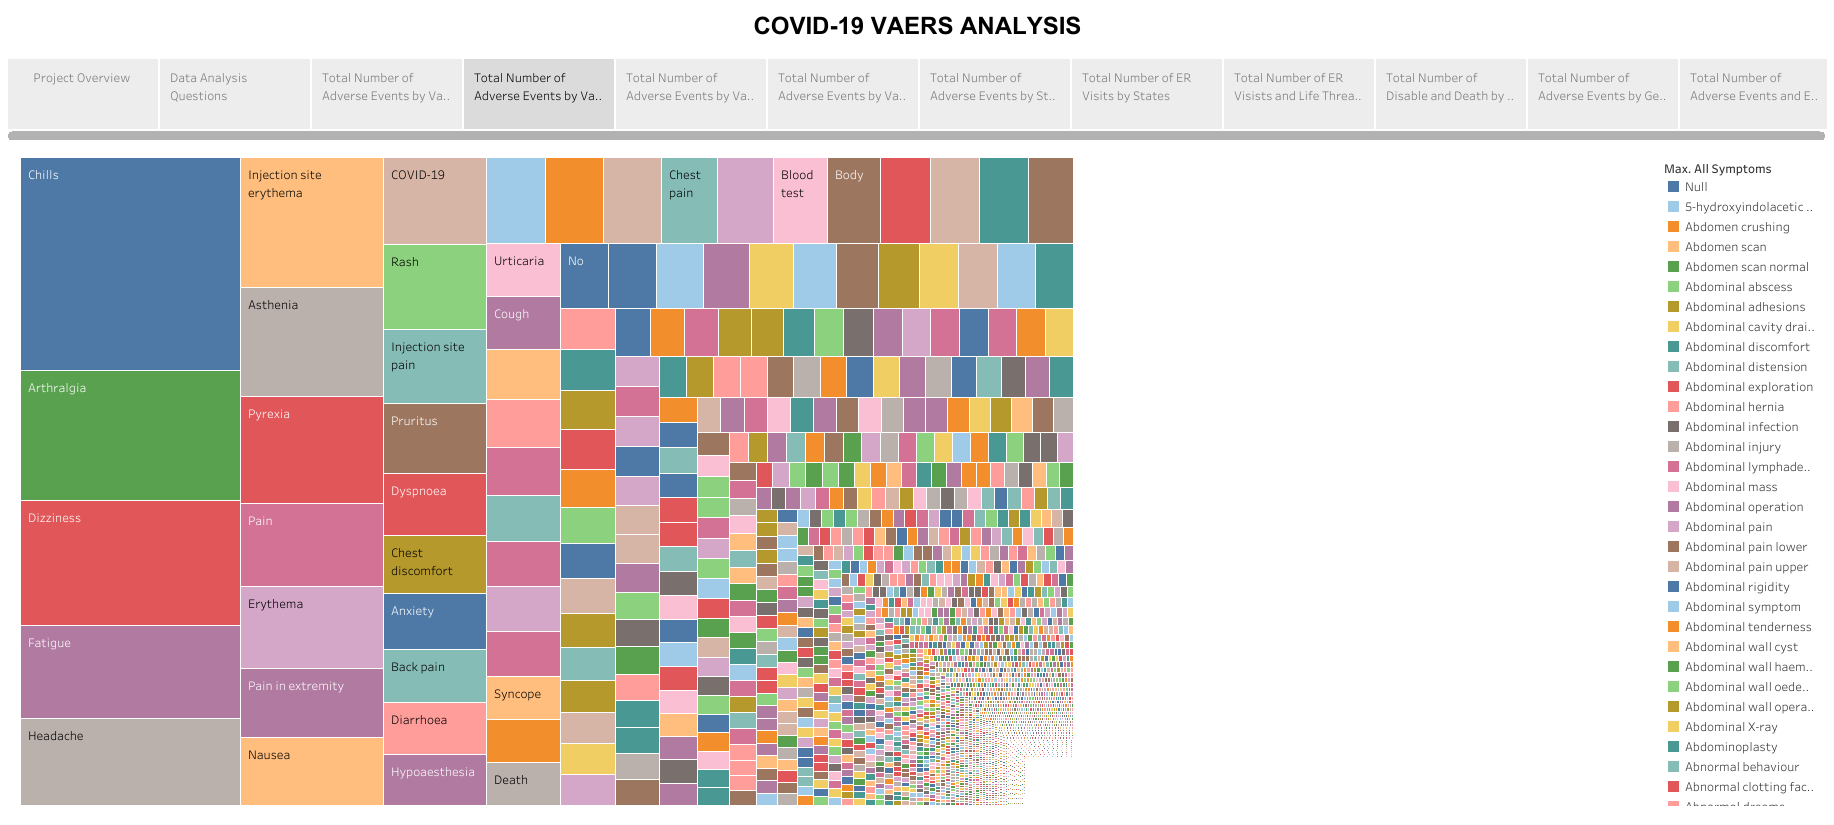 COVID-19 VAERS ANALYSIS
Project Overview
Data Analysis
Questions
Total Number of
Adverse Events by Va..
Total Number of
Adverse Events by Va..
Total Number of
Adverse Events by Va..
Total Number of
Adverse Events by Va..
Total Number of
Adverse Events by St..
Total Number of ER
Visits by States
Total Number of ER
Visists and Life Threa..
Total Number of
Disable and Death by ..
Total Number of
Adverse Events by Ge..
Total Number of
Adverse Events and E..
Chills
Arthralgia
Dizziness
Fatigue
Headache
Injection site
erythema
Asthenia
Pyrexia
Pain
Erythema
Pain in extremity
Nausea
COVID-19
Rash
Injection site
pain
Pruritus
Dyspnoea
Chest
discomfort
Anxiety
Back pain
Diarrhoea
Hypoaesthesia
Urticaria
Cough
Syncope
Death
No
Chest
pain
Blood
test
Body
Max. All Symptoms
Null
5-hydroxyindolacetic ..
Abdomen crushing
Abdomen scan
Abdomen scan normal
Abdominal abscess
Abdominal adhesions
Abdominal cavity drai..
Abdominal discomfort
Abdominal distension
Abdominal exploration
Abdominal hernia
Abdominal infection
Abdominal injury
Abdominal lymphade..
Abdominal mass
Abdominal operation
Abdominal pain
Abdominal pain lower
Abdominal pain upper
Abdominal rigidity
Abdominal symptom
Abdominal tenderness
Abdominal wall cyst
Abdominal wall haem..
Abdominal wall oede..
Abdominal wall opera..
Abdominal X-ray
Abdominoplasty
Abnormal behaviour
Abnormal clotting fac..